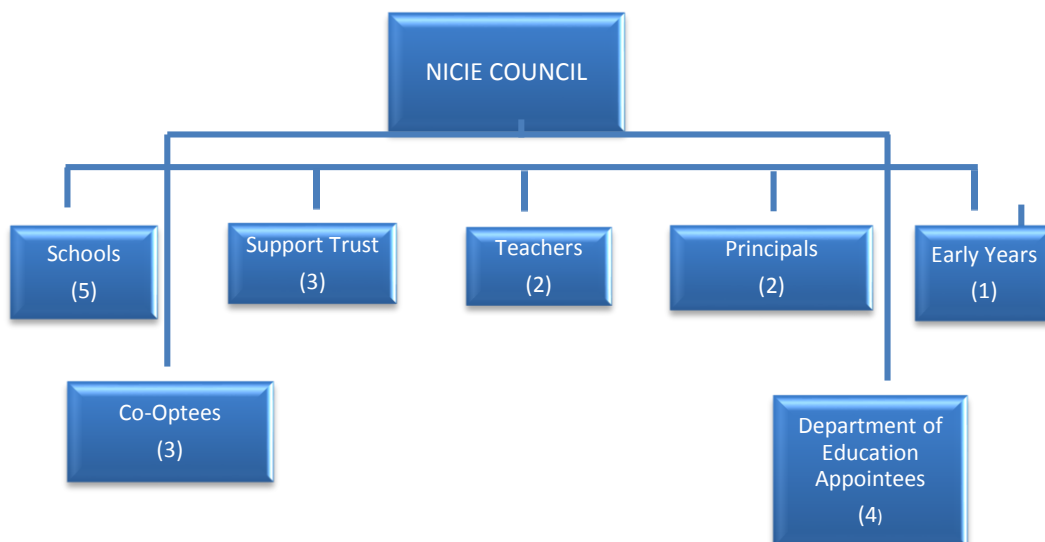 NICIE COUNCIL
Schools
(5)
Support Trust
(3)
Teachers
(2)
Principals
(2)
Early Years
(1)
Co-Optees
(3)
Department of
Education
Appointees
(4)